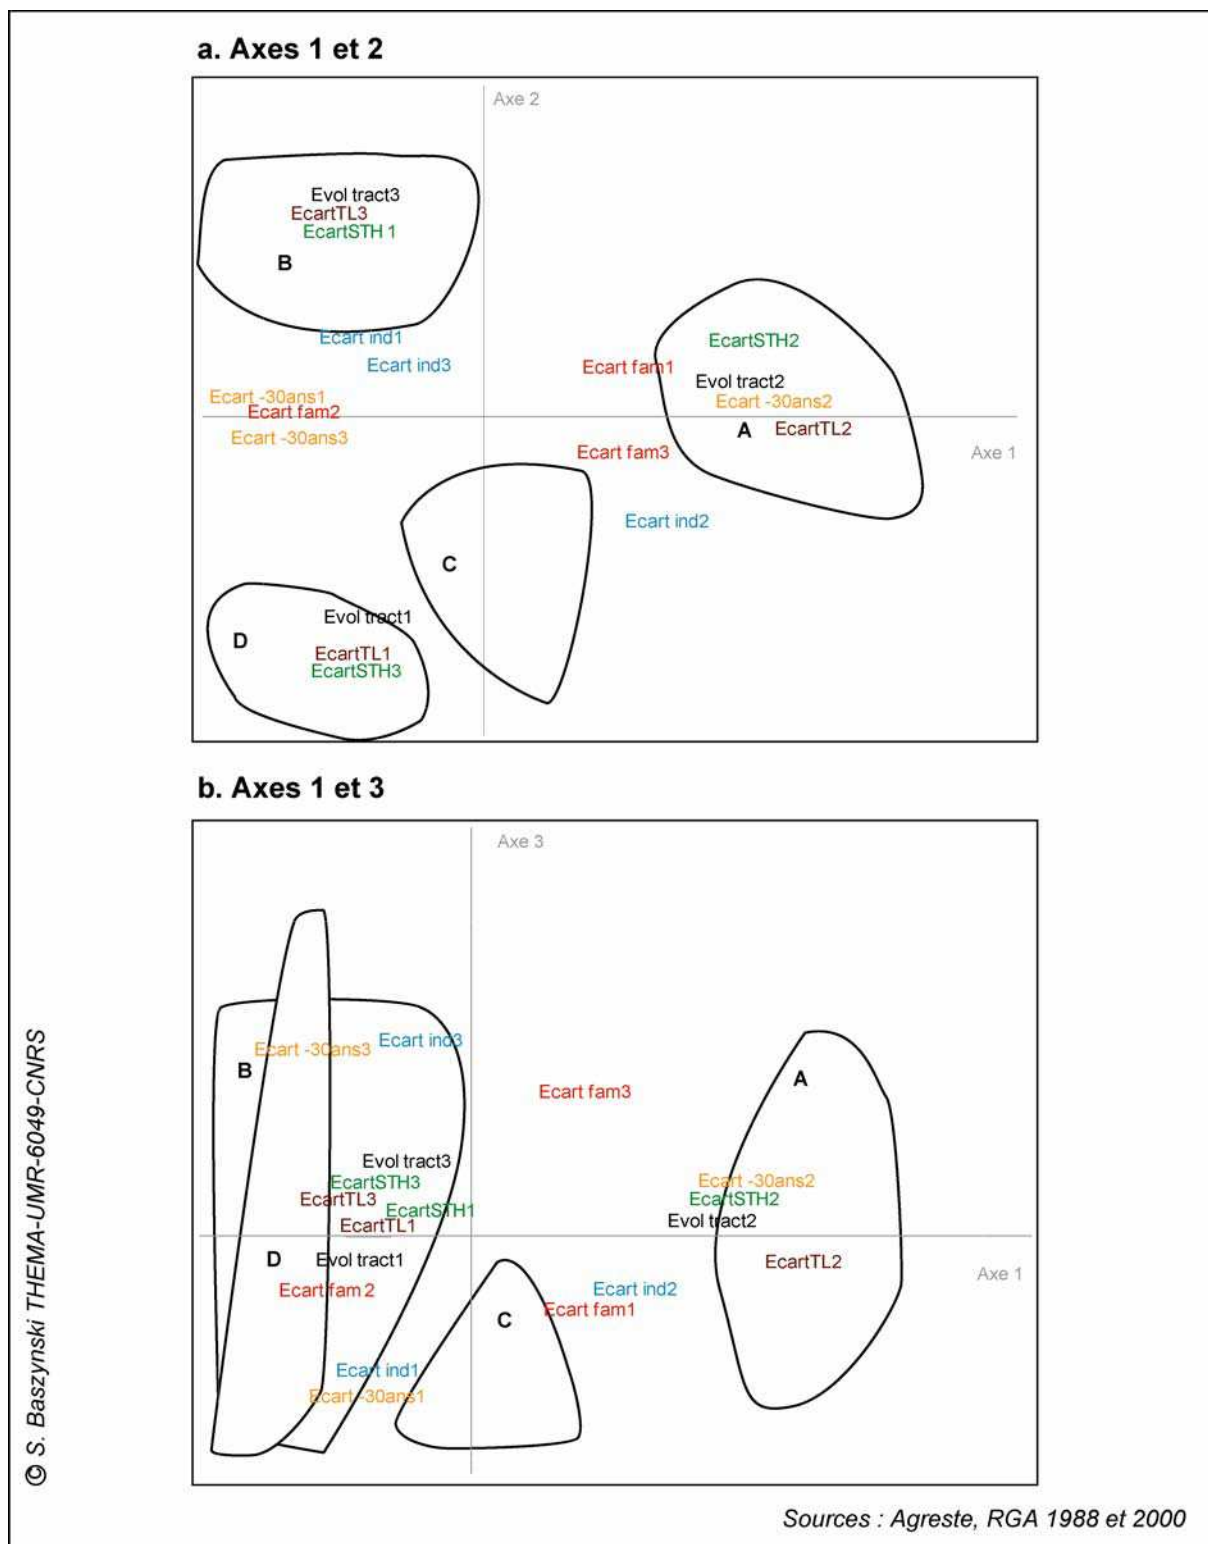 a. Axes 1 et 2
Axe 2
Evol tract3
EcartTL3
EcartSTH 1
B
Ecart ind1
EcartSTH2
Ecart ind3
Ecart fam1
Evol tract2
Ecart -30ans1
Ecart -30ans2
Ecart fam2
A
EcartTL2
Ecart -30ans3
Ecart fam3
Axe 1
Ecart ind2
C
Evol tract1
D
EcartTL1
EcartSTH3
b. Axes 1 et 3
Axe 3
Ecart ind3
Ecart -30ans3
B
A
Ecart fam3
Evol tract3
EcartSTH3
Ecart -30ans2
EcartTL3
EcartSTH2
EcartSTH1
EcartTL1
Evol tract2
D
Evol tract1
EcartTL2
Axe 1
Ecart fam 2
Ecart ind2
Ecart fam1
C
Ecart ind1
Ecart -30ans1
© S. Baszynski THEMA-UMR-6049-CNRS
Sources : Agreste, RGA 1988 et 2000